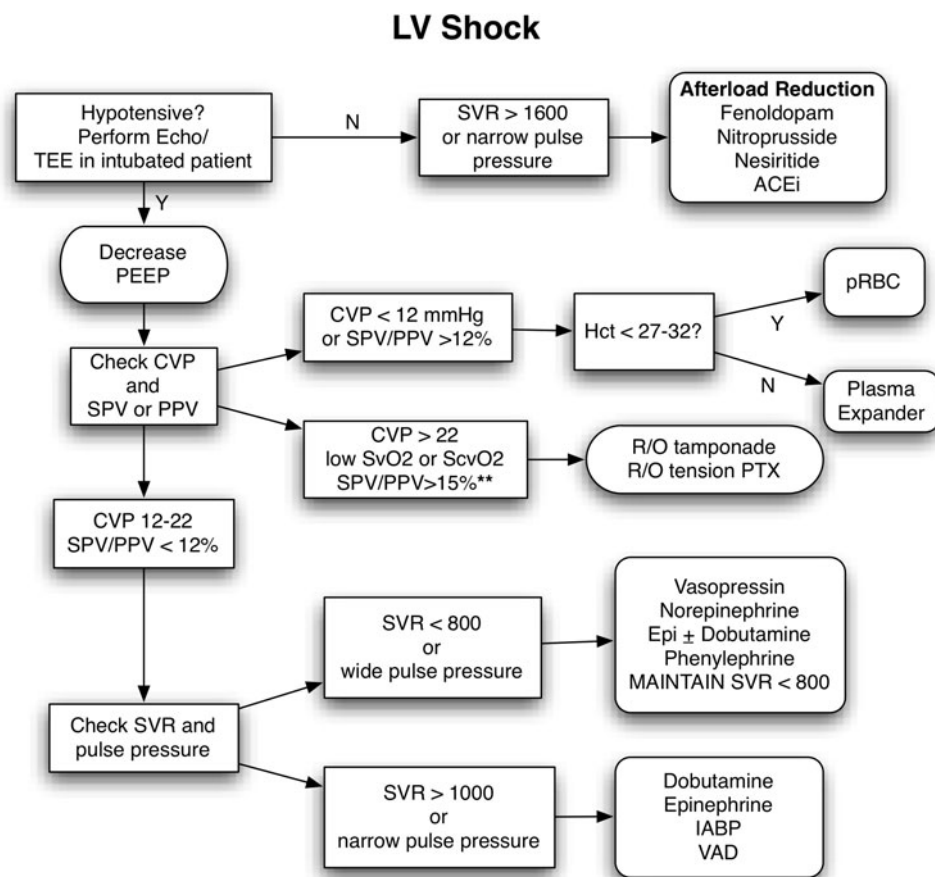 LV Shock
Hypotensive?
Perform Echo/
TEE in intubated patient
N
SVR > 1600
or narrow pulse
pressure
Afterload Reduction
Fenoldopam
Nitroprusside
Nesiritide
ACEi
Y
Decrease
PEEP
Check CVP
and
SPV or PPV
CVP < 12 mmHg
or SPV/PPV >12%
Hct < 27-32?
Y
pRBC
N
Plasma
Expander
CVP > 22
low SvO2 or ScvO2
SPV/PPV>15%**
R/O tamponade
R/O tension PTX
CVP 12-22
SPV/PPV < 12%
Check SVR and
pulse pressure
SVR < 800
or
wide pulse pressure
Vasopressin
Norepinephrine
Epi ± Dobutamine
Phenylephrine
MAINTAIN SVR < 800
SVR > 1000
or
narrow pulse pressure
Dobutamine
Epinephrine
IABP
VAD